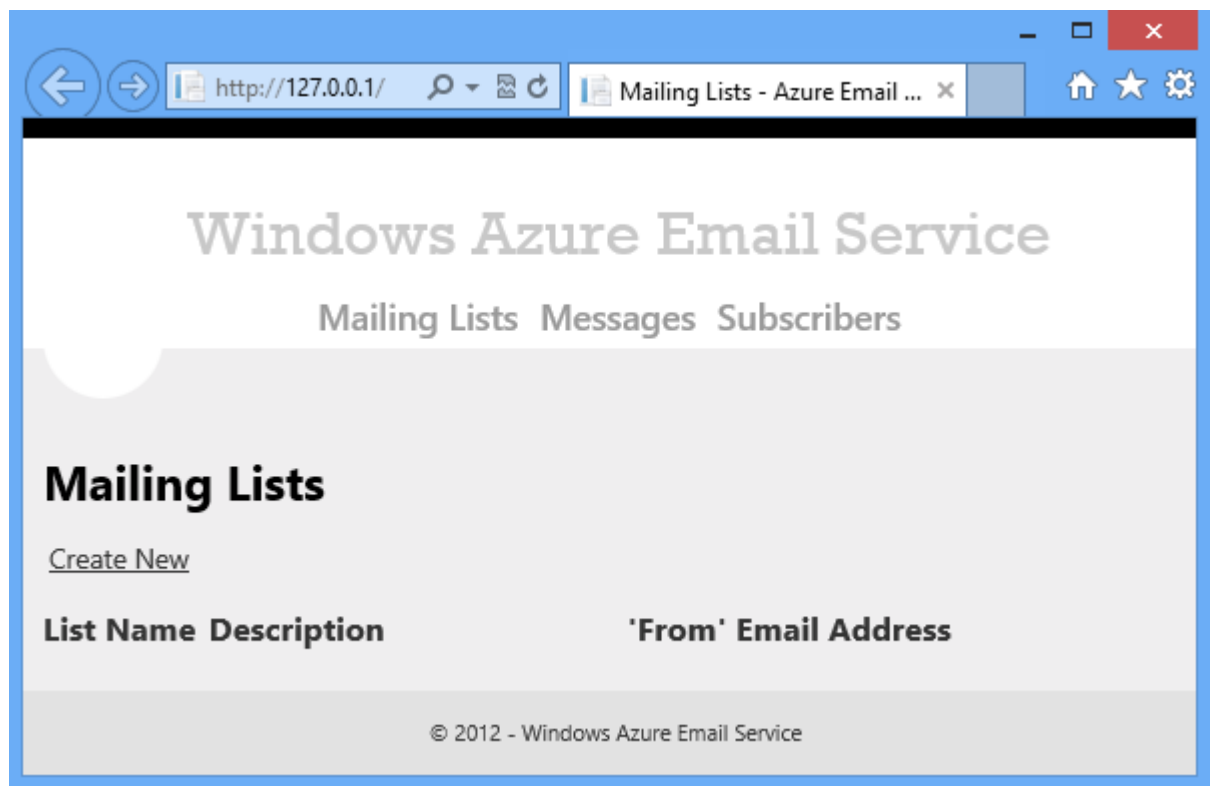 http://127.0.0.1/
Mailing Lists - Azure Email ...
Windows Azure Email Service
Mailing Lists Messages Subscribers
Mailing Lists
Create New
List Name Description 'From' Email Address
© 2012 - Windows Azure Email Service